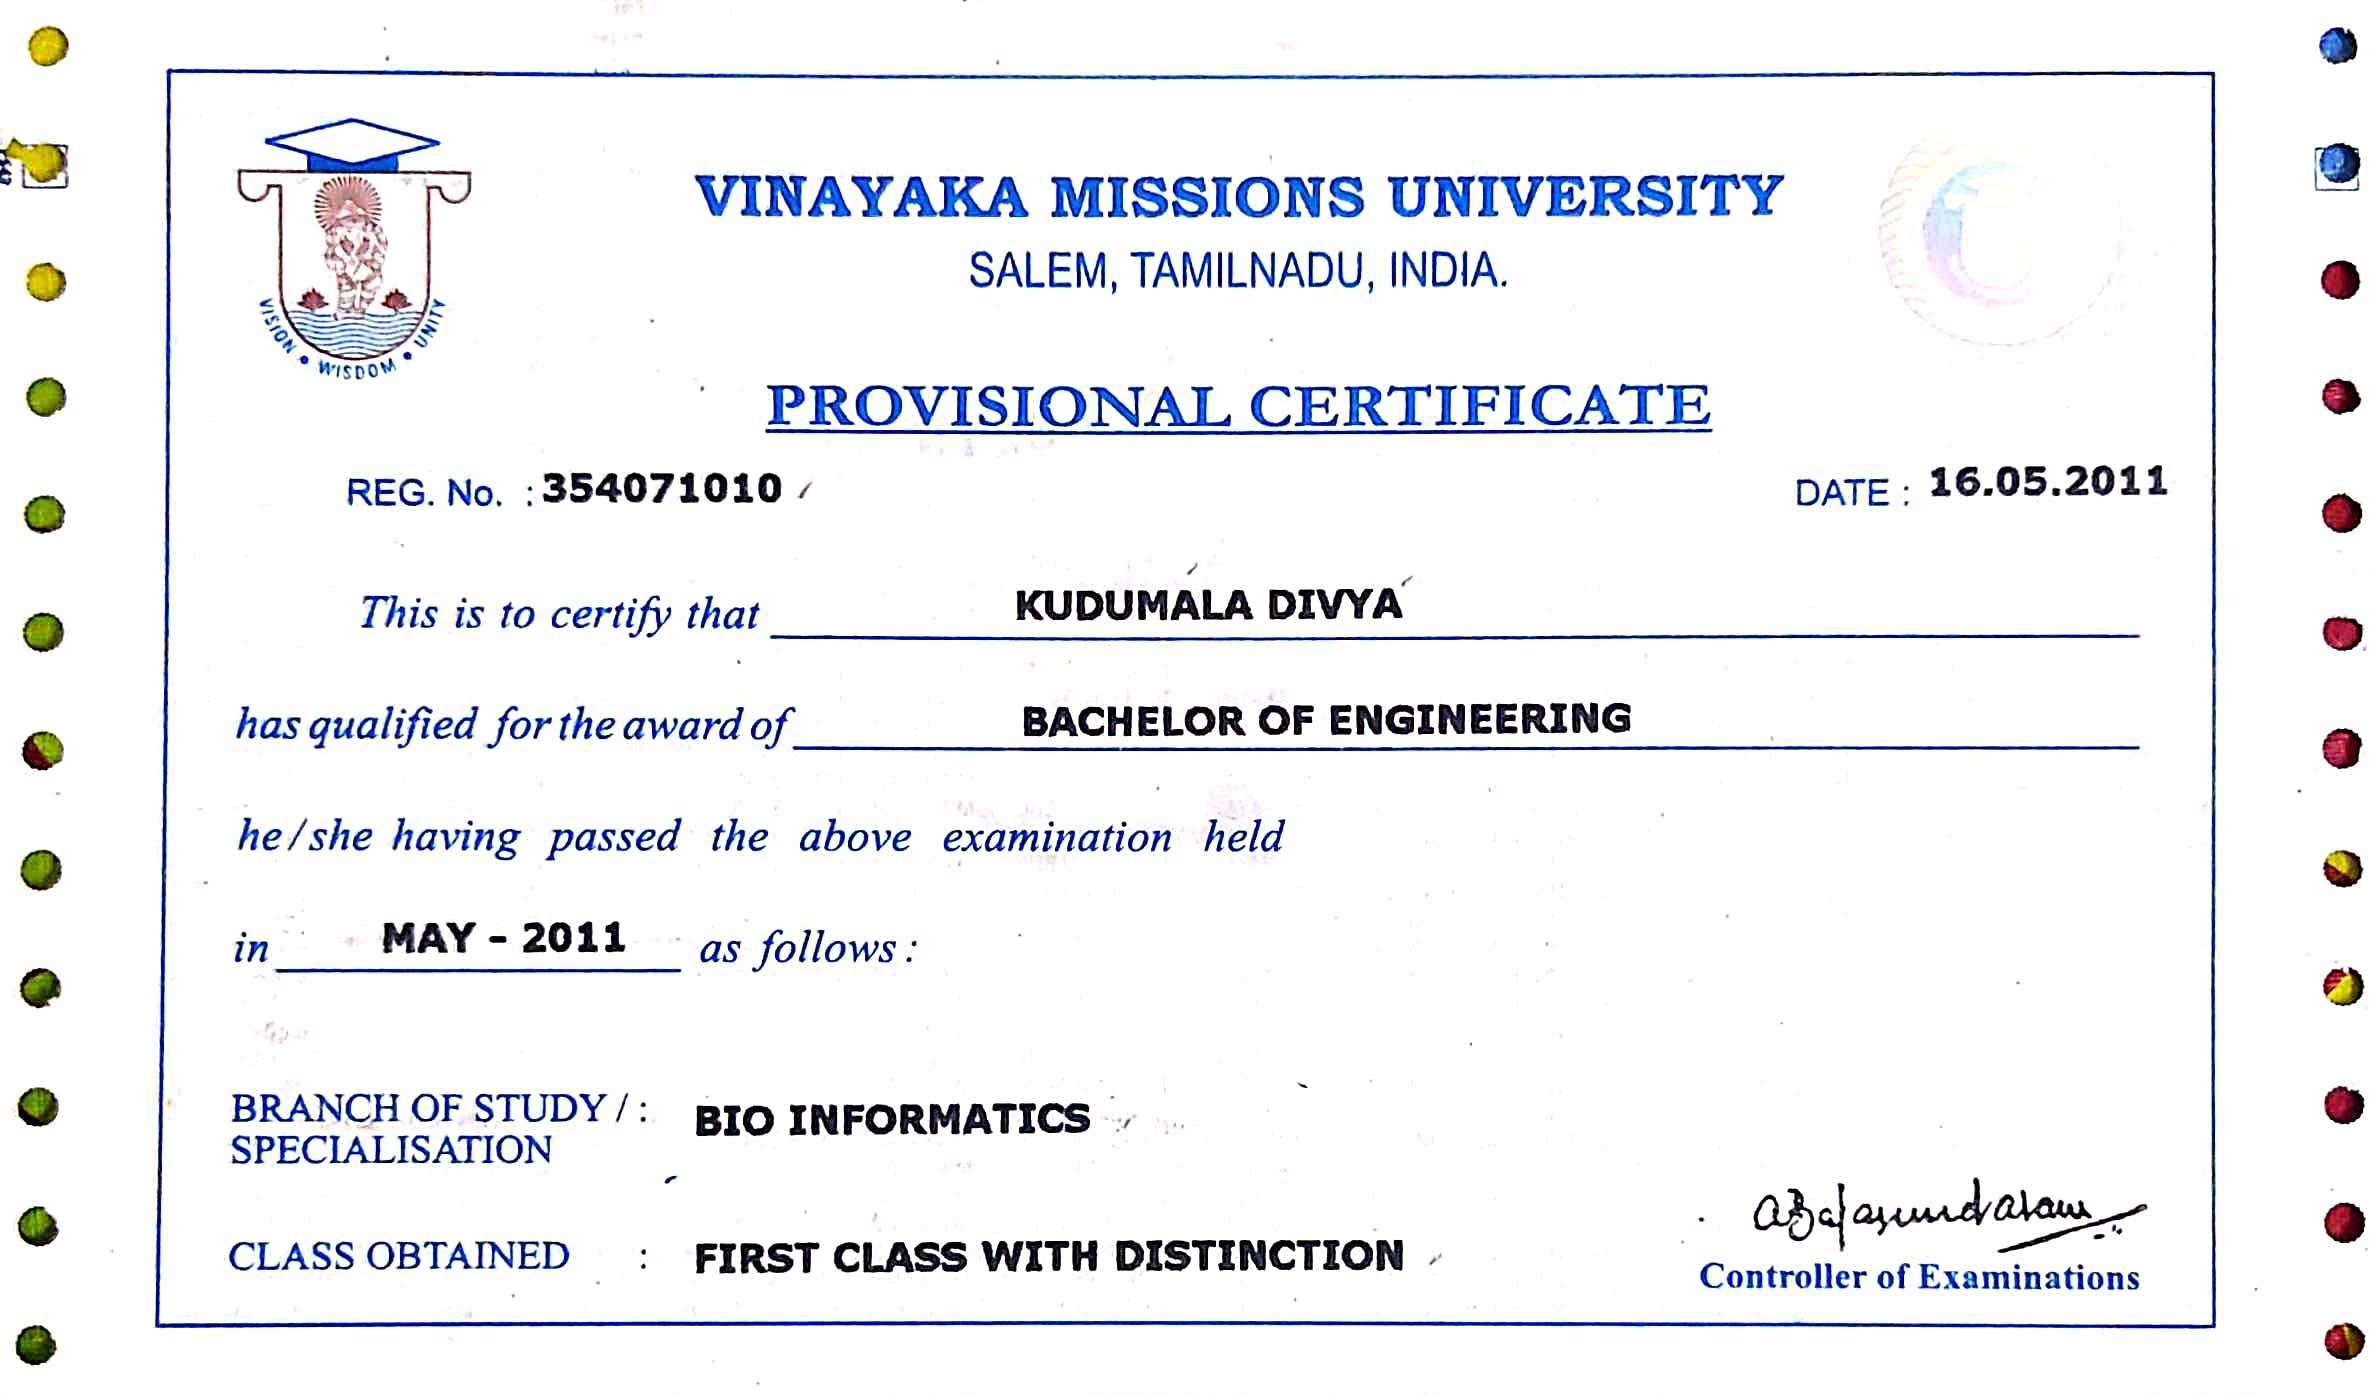 VINAYAKA MISSIONS UNIVERSITY
SALEM, TAMILNADU, INDIA.
VISION • WISDOM • UNITY
PROVISIONAL CERTIFICATE
REG. No. : 354071010 DATE : 16.05.2011
This is to certify that KUDUMALA DIVYA
has qualified for the award of BACHELOR OF ENGINEERING
he/she having passed the above examination held
in MAY - 2011 as follows :
BRANCH OF STUDY / : BIO INFORMATICS
SPECIALISATION
CLASS OBTAINED : FIRST CLASS WITH DISTINCTION
Controller of Examinations